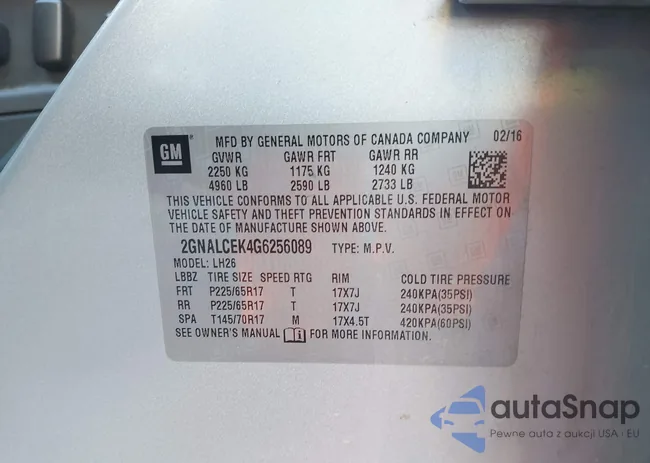 GM
MFD BY GENERAL MOTORS OF CANADA COMPANY 02/16
GVWR GAWR FRT GAWR RR
2250 KG 1175 KG 1240 KG
4960 LB 2590 LB 2733 LB
THIS VEHICLE CONFORMS TO ALL APPLICABLE U.S. FEDERAL MOTOR
VEHICLE SAFETY AND THEFT PREVENTION STANDARDS IN EFFECT ON
THE DATE OF MANUFACTURE SHOWN ABOVE.
2GNALCEK4G6256089 TYPE: M.P.V.
MODEL: LH26
LBBZ TIRE SIZE SPEED RTG RIM COLD TIRE PRESSURE
FRT P225/65R17 T 17X7J 240KPA(35PSI)
RR P225/65R17 T 17X7J 240KPA(35PSI)
SPA T145/70R17 M 17X4.5T 420KPA(60PSI)
SEE OWNER'S MANUAL FOR MORE INFORMATION.
autaSnap
Pewne auta z aukcji USA i EU